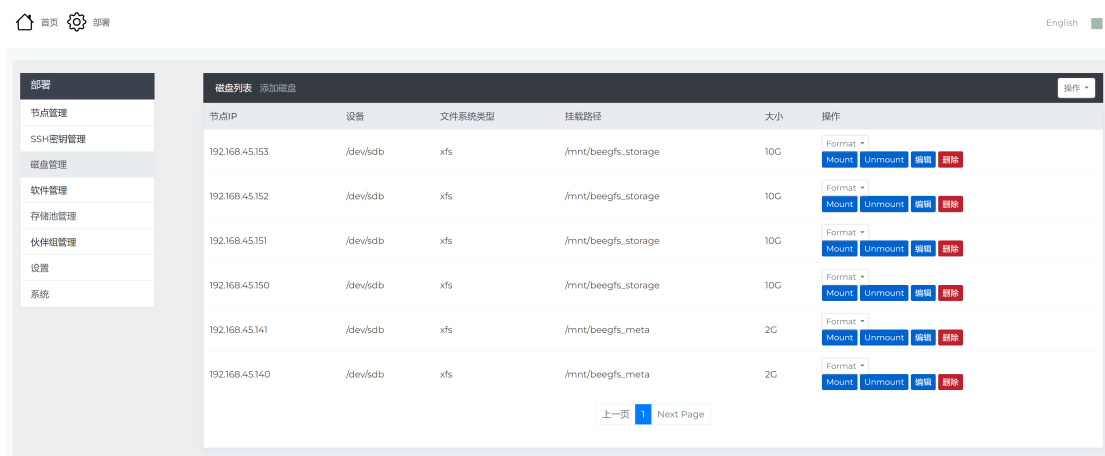 首页 部署 English
部署
节点管理
SSH密钥管理
磁盘管理
软件管理
存储池管理
伙伴组管理
设置
系统
磁盘列表 添加磁盘 操作
节点IP 设备 文件系统类型 挂载路径 大小 操作
192.168.45.153 /dev/sdb xfs /mnt/beegfs_storage 10G Format
Mount Unmount 编辑 删除
192.168.45.152 /dev/sdb xfs /mnt/beegfs_storage 10G Format
Mount Unmount 编辑 删除
192.168.45.151 /dev/sdb xfs /mnt/beegfs_storage 10G Format
Mount Unmount 编辑 删除
192.168.45.150 /dev/sdb xfs /mnt/beegfs_storage 10G Format
Mount Unmount 编辑 删除
192.168.45.141 /dev/sdb xfs /mnt/beegfs_meta 2G Format
Mount Unmount 编辑 删除
192.168.45.140 /dev/sdb xfs /mnt/beegfs_meta 2G Format
Mount Unmount 编辑 删除
上一页 1 Next Page